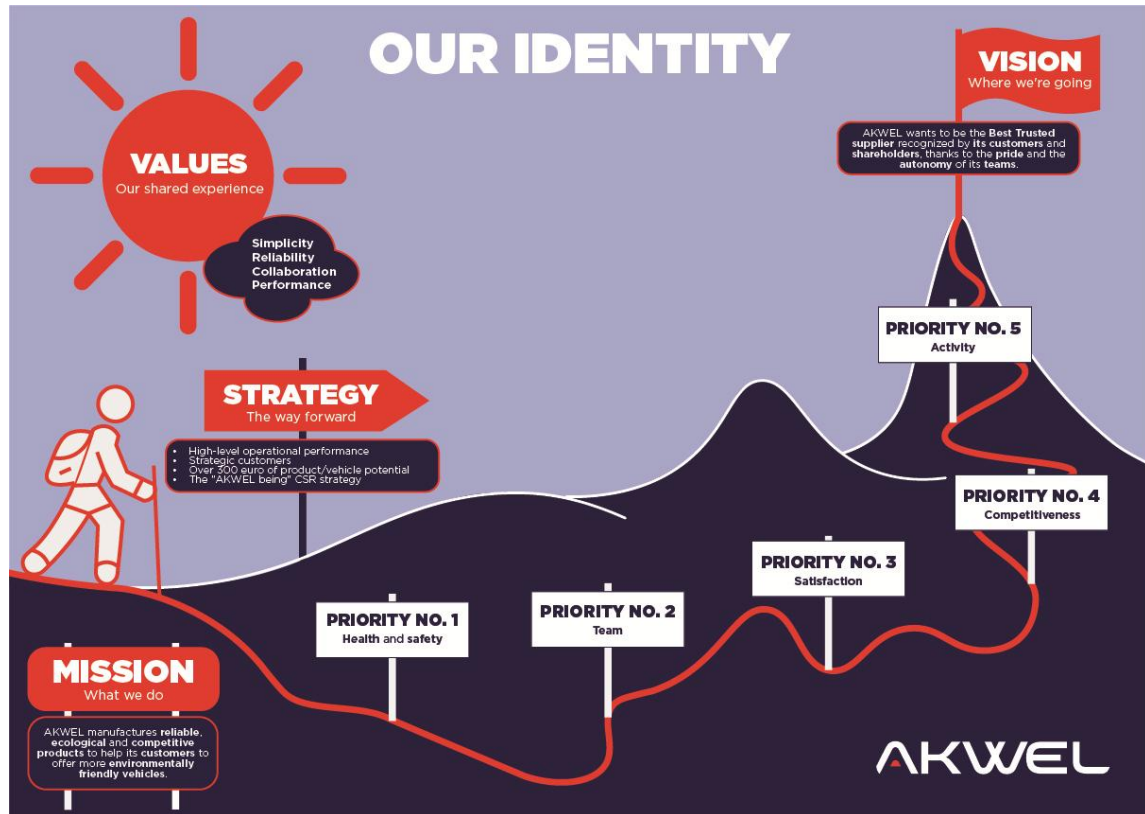 OUR IDENTITY
VALUES
Our shared experience
Simplicity
Reliability
Collaboration
Performance
VISION
Where we're going
AKWEL wants to be the Best Trusted
supplier recognized by its customers and
shareholders, thanks to the pride and the
autonomy of its teams.
STRATEGY
The way forward
• High-level operational performance
• Strategic customers
• Over 300 euro of product/vehicle potential
• The "AKWEL being" CSR strategy
PRIORITY NO. 5
Activity
PRIORITY NO. 4
Competitiveness
PRIORITY NO. 3
Satisfaction
PRIORITY NO. 2
Team
PRIORITY NO. 1
Health and safety
MISSION
What we do
AKWEL manufactures reliable,
ecological and competitive
products to help its customers to
offer more environmentally
friendly vehicles.
AKWEL